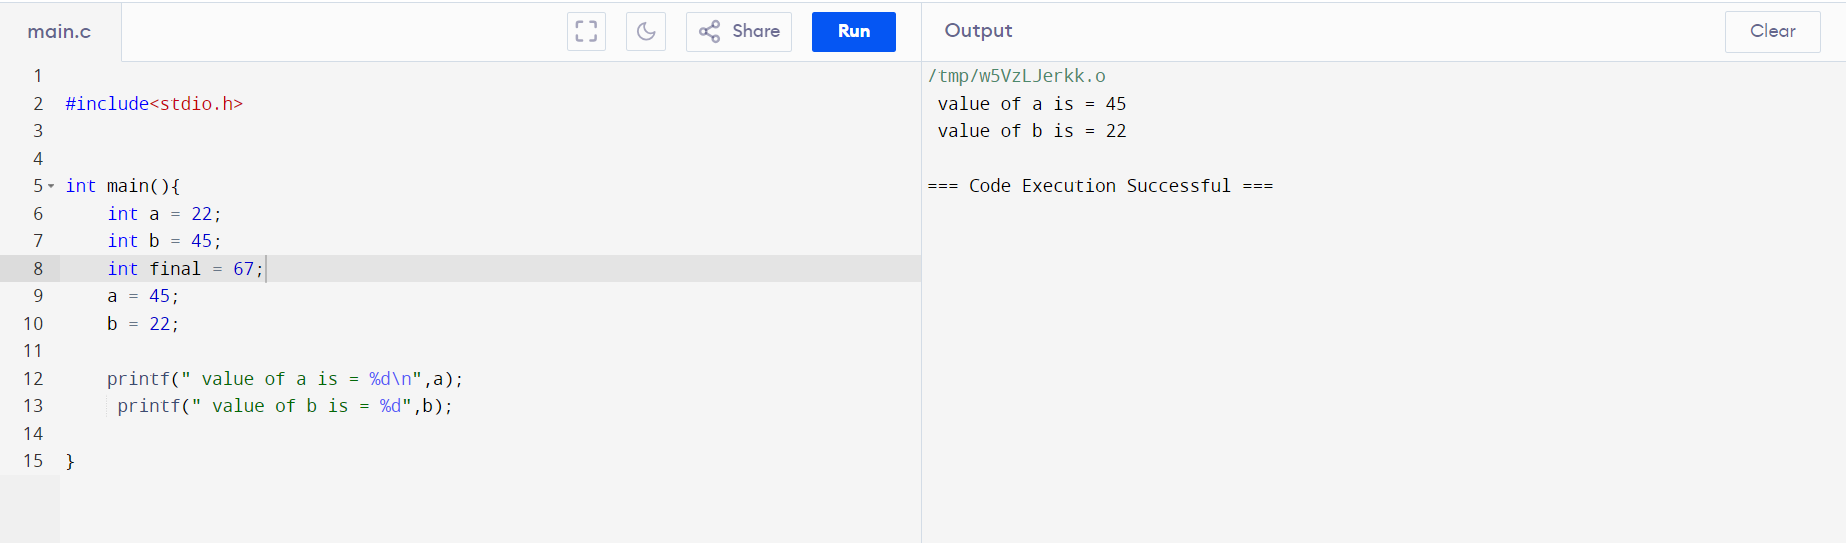 main.c Share Run Output Clear
1
2 #include<stdio.h>
3
4
5 int main(){
6 int a = 22;
7 int b = 45;
8 int final = 67;
9 a = 45;
10 b = 22;
11
12 printf(" value of a is = %d\n",a);
13 printf(" value of b is = %d",b);
14
15 }
/tmp/w5VzLJerkk.o
value of a is = 45
value of b is = 22
=== Code Execution Successful ===